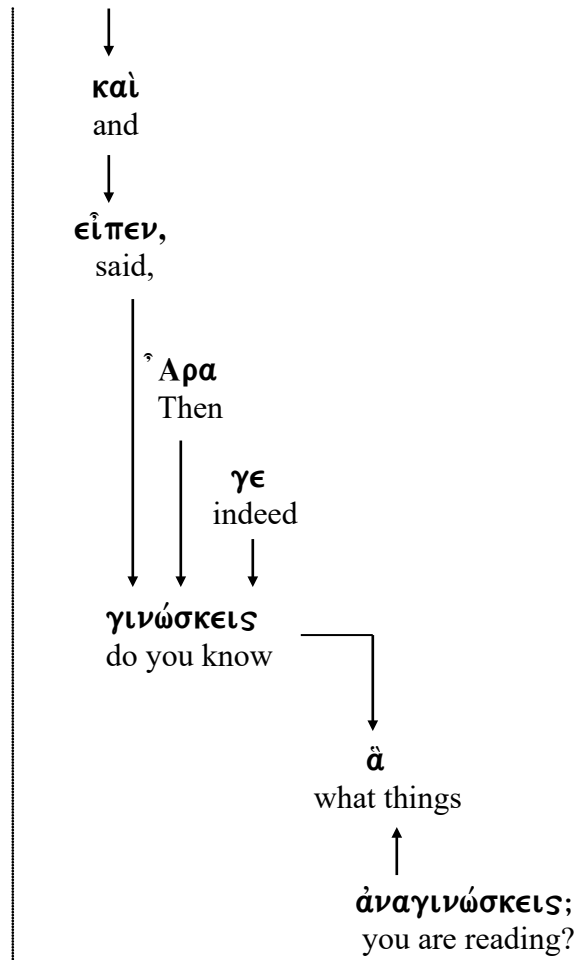 καὶ
and
εἶπεν,
said,
Ἆρα
Then
γε
indeed
γινώσκεις
do you know
ἃ
what things
ἀναγινώσκεις;
you are reading?